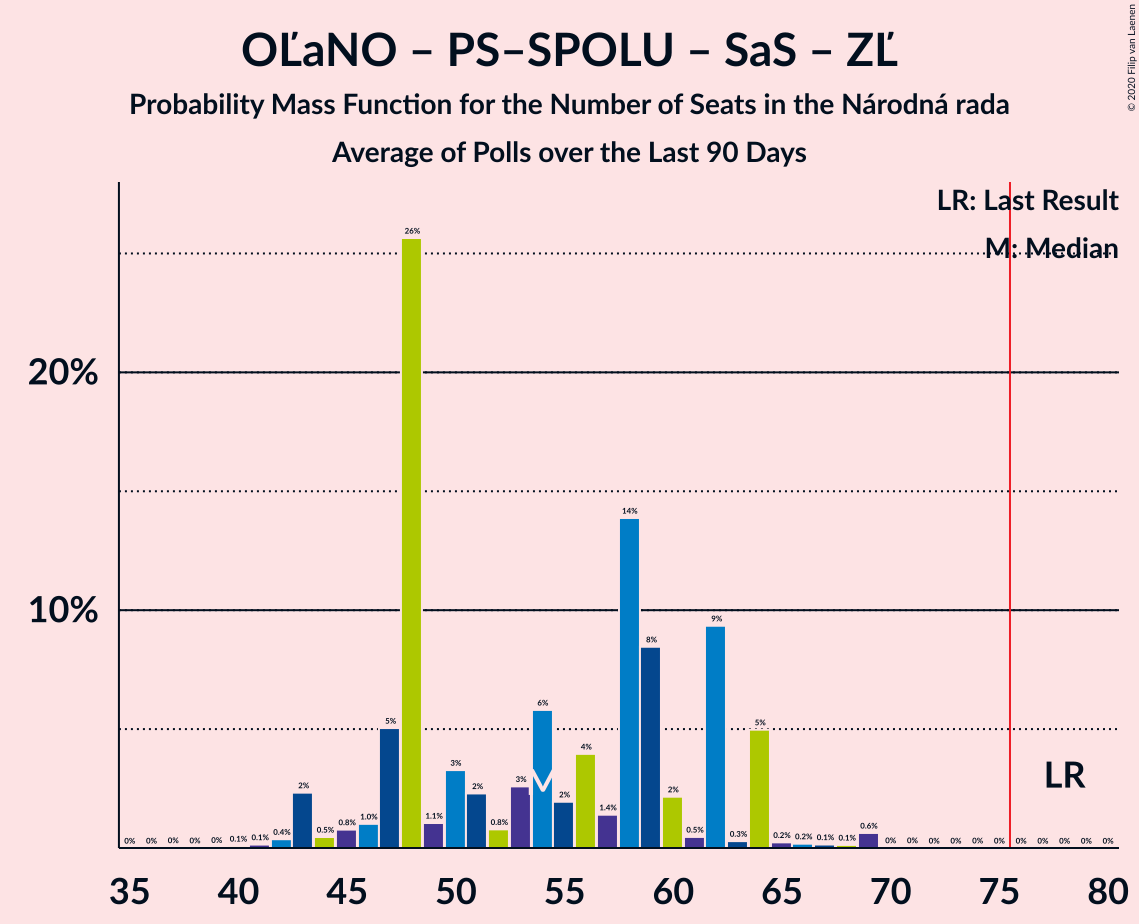 OĽaNO – PS–SPOLU – SaS – ZĽ
Probability Mass Function for the Number of Seats in the Národná rada
Average of Polls over the Last 90 Days
© 2020 Filip van Laenen
LR: Last Result
M: Median
26%
20%
14%
10%
9%
8%
6%
5%
5%
4%
3%
2%
3%
2%
2%
2%
0% 0% 0% 0% 0% 0.1% 0.1% 0.4% 0.5% 0.8% 1.0% 1.1% 0.8% 1.4% 0.5% 0.3% 0.2% 0.2% 0.1% 0.1% 0.6% 0% 0% 0% 0% 0% 0% 0% 0% 0% 0% 0%
LR
35 40 45 50 55 60 65 70 75 80